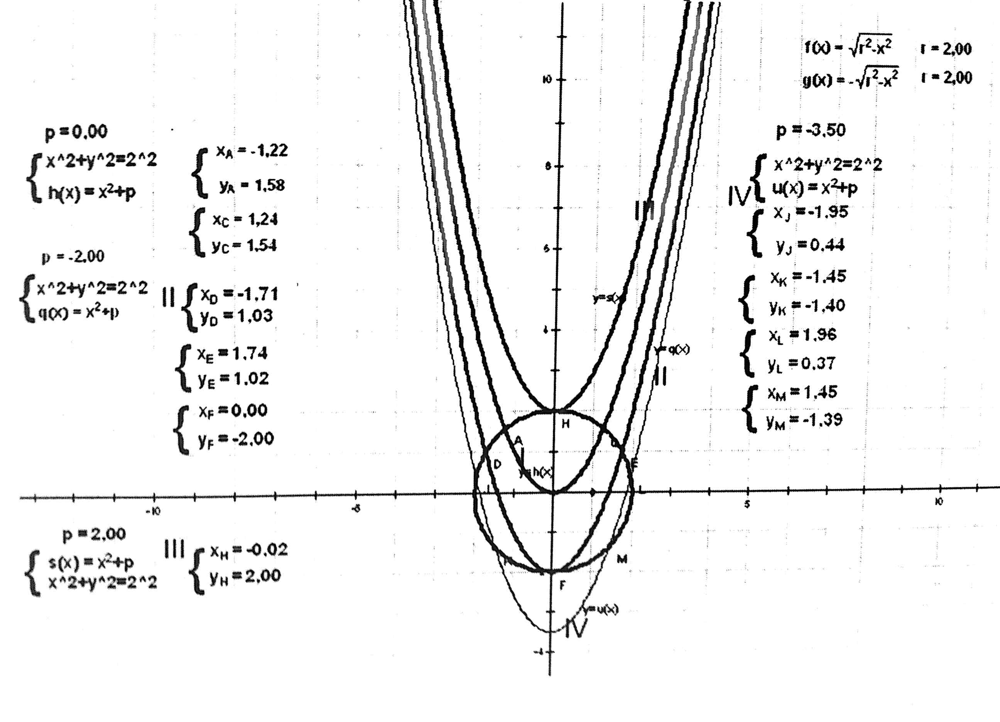 f(x) = √r²-x² r = 2,00
g(x) = -√r²-x² r = 2,00
p = 0,00
{ x^2+y^2=2^2
h(x) = x²+p
{ xA = -1,22
yA = 1,58
{ xC = 1,24
yC = 1,54
p = -2,00
{ x^2+y^2=2^2
q(x) = x²+p
II { xD = -1,71
yD = 1,03
{ xE = 1,74
yE = 1,02
{ xF = 0,00
yF = -2,00
p = 2,00
{ s(x) = x²+p
x^2+y^2=2^2
III { xH = -0,02
yH = 2,00
p = -3,50
IV { x^2+y^2=2^2
u(x) = x²+p
{ xJ = -1,95
yJ = 0,44
{ xK = -1,45
yK = -1,40
{ xL = 1,96
yL = 0,37
{ xM = 1,45
yM = -1,39
10
8
6
III
y=s(x)
4
y=q(x)
II
H
A
D
E
I
y=h(x)
-10
-5
5
10
L
K
M
F
y=u(x)
IV
-4